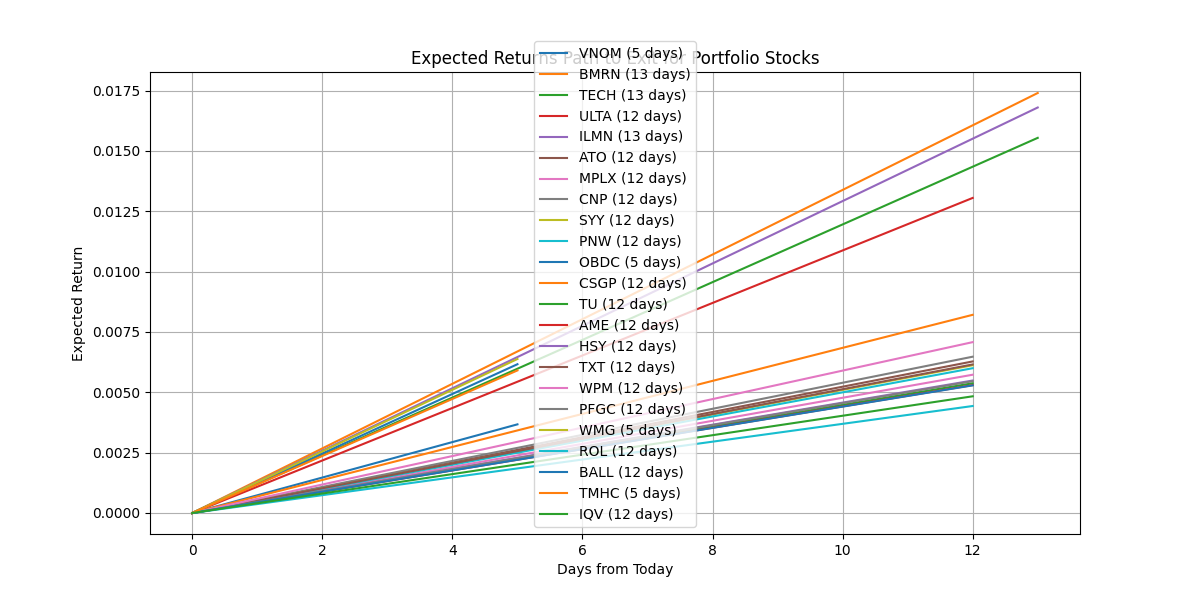 Expected Returns Path to Exit for Portfolio Stocks
VNOM (5 days)
BMRN (13 days)
TECH (13 days)
ULTA (12 days)
ILMN (13 days)
ATO (12 days)
MPLX (12 days)
CNP (12 days)
SYY (12 days)
PNW (12 days)
OBDC (5 days)
CSGP (12 days)
TU (12 days)
AME (12 days)
HSY (12 days)
TXT (12 days)
WPM (12 days)
PFGC (12 days)
WMG (5 days)
ROL (12 days)
BALL (12 days)
TMHC (5 days)
IQV (12 days)
Expected Return
0.0175
0.0150
0.0125
0.0100
0.0075
0.0050
0.0025
0.0000
0 2 4 6 8 10 12
Days from Today